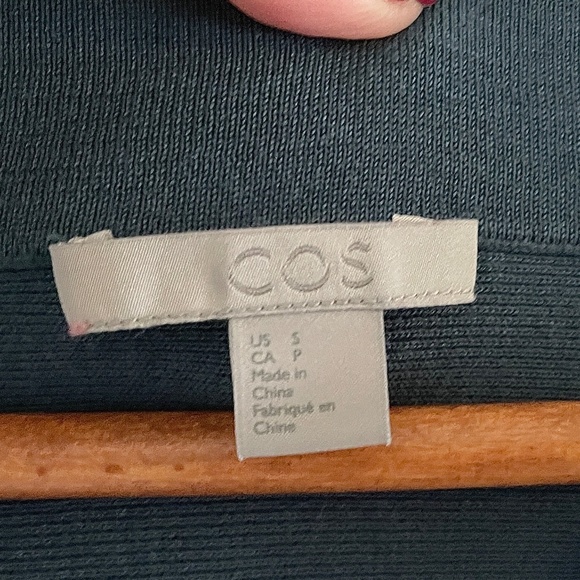 COS
US S
CA P
Made in
China
Fabriqué en
Chine